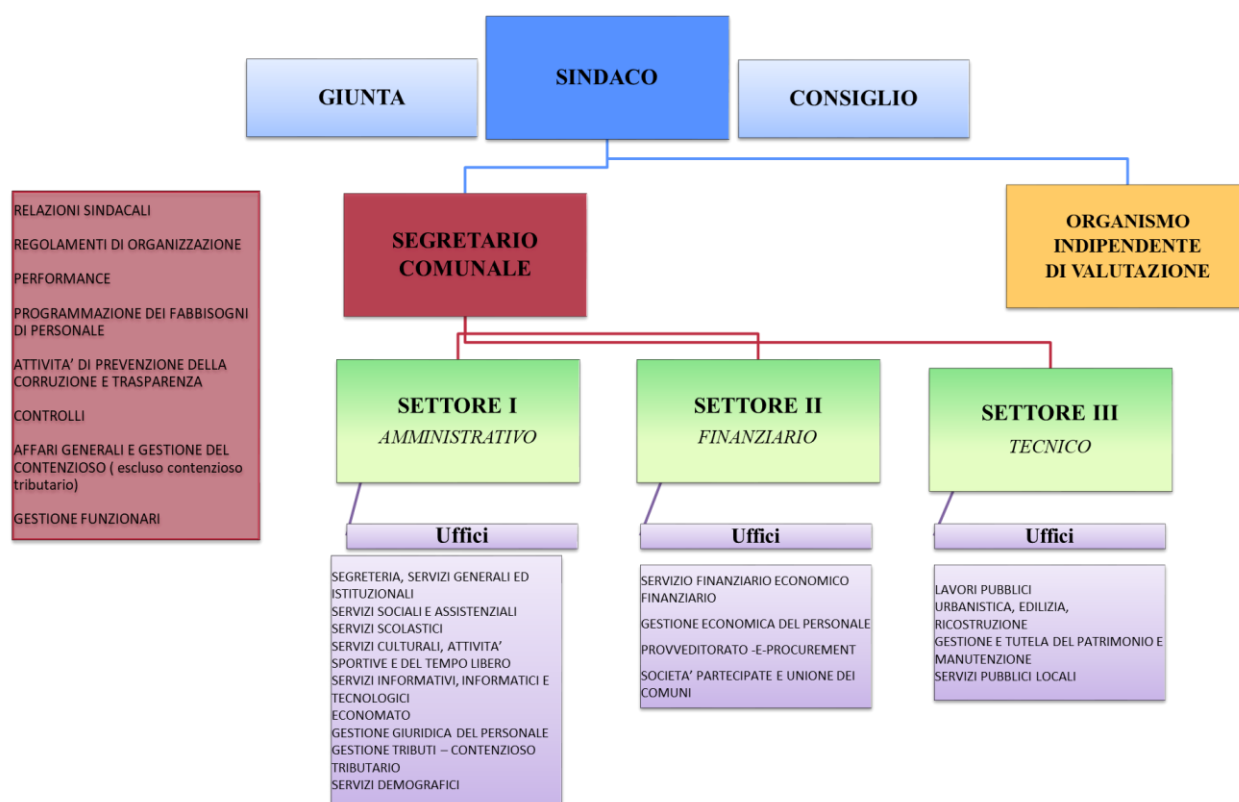 SINDACO
GIUNTA
CONSIGLIO
RELAZIONI SINDACALI
REGOLAMENTI DI ORGANIZZAZIONE
PERFORMANCE
PROGRAMMAZIONE DEI FABBISOGNI
DI PERSONALE
ATTIVITA’ DI PREVENZIONE DELLA
CORRUZIONE E TRASPARENZA
CONTROLLI
AFFARI GENERALI E GESTIONE DEL
CONTENZIOSO ( escluso contenzioso
tributario)
GESTIONE FUNZIONARI
SEGRETARIO
COMUNALE
ORGANISMO
INDIPENDENTE
DI VALUTAZIONE
SETTORE I
AMMINISTRATIVO
SETTORE II
FINANZIARIO
SETTORE III
TECNICO
Uffici
SEGRETERIA, SERVIZI GENERALI ED
ISTITUZIONALI
SERVIZI SOCIALI E ASSISTENZIALI
SERVIZI SCOLASTICI
SERVIZI CULTURALI, ATTIVITA’
SPORTIVE E DEL TEMPO LIBERO
SERVIZI INFORMATIVI, INFORMATICI E
TECNOLOGICI
ECONOMATO
GESTIONE GIURIDICA DEL PERSONALE
GESTIONE TRIBUTI – CONTENZIOSO
TRIBUTARIO
SERVIZI DEMOGRAFICI
Uffici
SERVIZIO FINANZIARIO ECONOMICO
FINANZIARIO
GESTIONE ECONOMICA DEL PERSONALE
PROVVEDITORATO -E-PROCUREMENT
SOCIETA’ PARTECIPATE E UNIONE DEI
COMUNI
Uffici
LAVORI PUBBLICI
URBANISTICA, EDILIZIA,
RICOSTRUZIONE
GESTIONE E TUTELA DEL PATRIMONIO E
MANUTENZIONE
SERVIZI PUBBLICI LOCALI